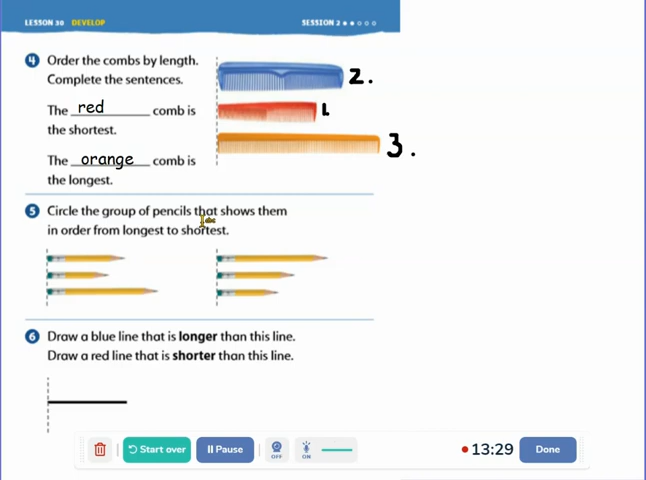 LESSON 30 DEVELOP
SESSION 2
4 Order the combs by length.
Complete the sentences.
The red comb is
the shortest.
The orange comb is
the longest.
2.
1.
3.
5 Circle the group of pencils that shows them
in order from longest to shortest.
6 Draw a blue line that is longer than this line.
Draw a red line that is shorter than this line.
Start over
Pause
OFF
ON
13:29
Done